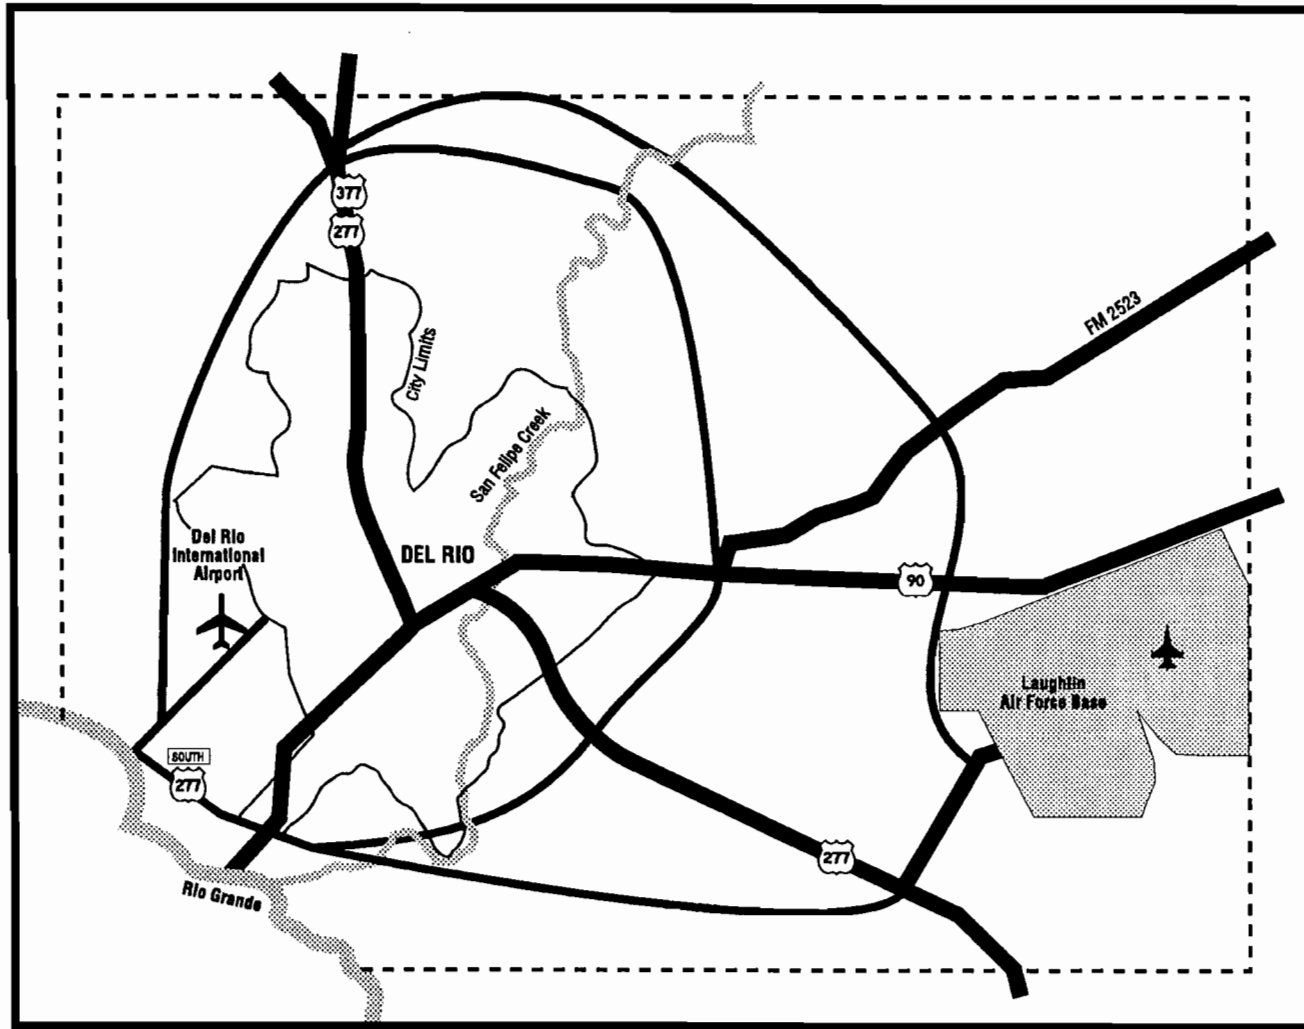 377
277
City Limits
FM 2523
San Felipe Creek
Del Rio
International
Airport
DEL RIO
90
Laughlin
Air Force Base
SOUTH
277
277
Rio Grande